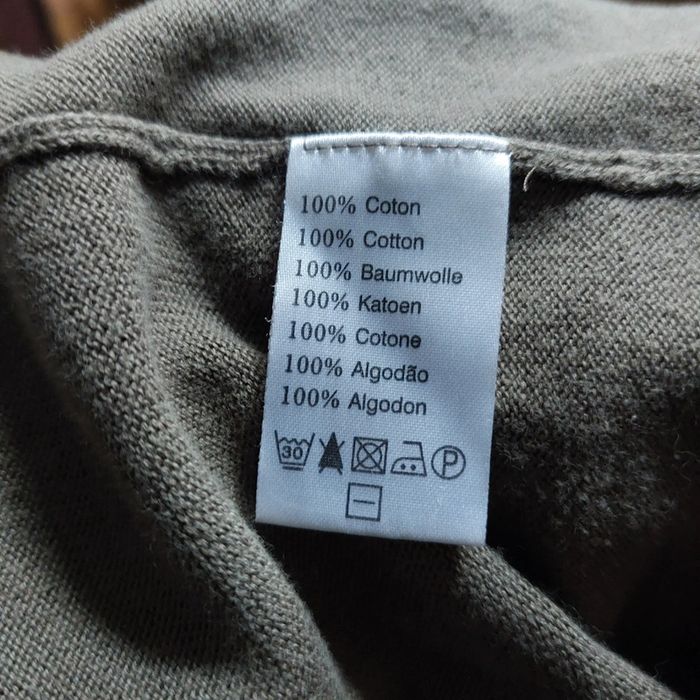 100% Coton
100% Cotton
100% Baumwolle
100% Katoen
100% Cotone
100% Algodão
100% Algodon
30 P